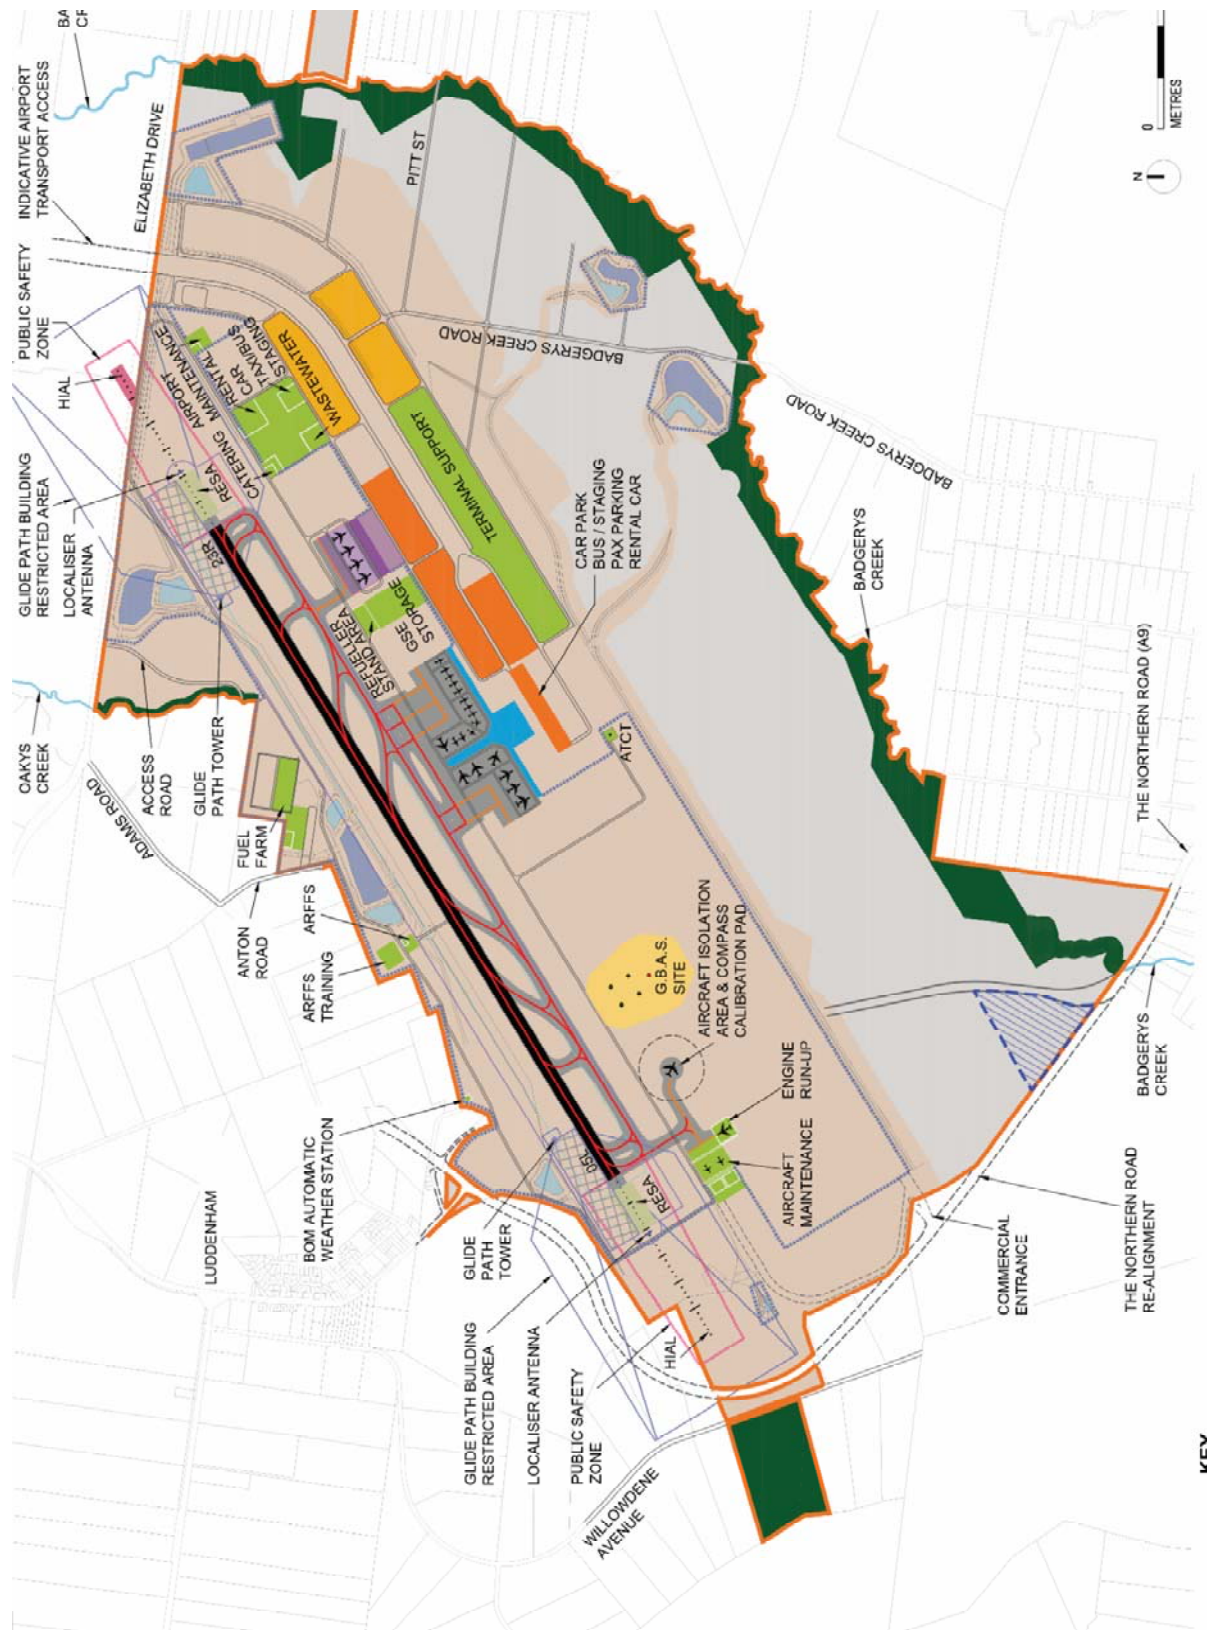 BA
CR
INDICATIVE AIRPORT
TRANSPORT ACCESS
ELIZABETH DRIVE
PUBLIC SAFETY
ZONE
HIAL
GLIDE PATH BUILDING
RESTRICTED AREA
LOCALISER
ANTENNA
OAKYS
CREEK
ACCESS
ROAD
GLIDE
PATH TOWER
ADAMS ROAD
FUEL
FARM
ANTON
ROAD
ARFFS
ARFFS
TRAINING
BOM AUTOMATIC
WEATHER STATION
LUDDENHAM
GLIDE
PATH
TOWER
GLIDE PATH BUILDING
RESTRICTED AREA
LOCALISER ANTENNA
PUBLIC SAFETY
ZONE
HIAL
WILLOWDENE
AVENUE
RESA
05L
23R
RESA
CATERING
AIRPORT
MAINTENANCE
CAR
RENTAL
TAXI/BUS
STAGING
WASTEWATER
PITT ST
BADGERYS CREEK ROAD
BADGERYS CREEK ROAD
TERMINAL SUPPORT
REFUELLER
STAND AREA
GSE
STORAGE
CAR PARK
BUS / STAGING
PAX PARKING
RENTAL CAR
ATCT
G.B.A.S.
SITE
AIRCRAFT ISOLATION
AREA & COMPASS
CALIBRATION PAD
ENGINE
RUN-UP
AIRCRAFT
MAINTENANCE
BADGERYS
CREEK
THE NORTHERN ROAD (A9)
BADGERYS
CREEK
COMMERCIAL
ENTRANCE
THE NORTHERN ROAD
RE-ALIGNMENT
N
0
METRES
KEY